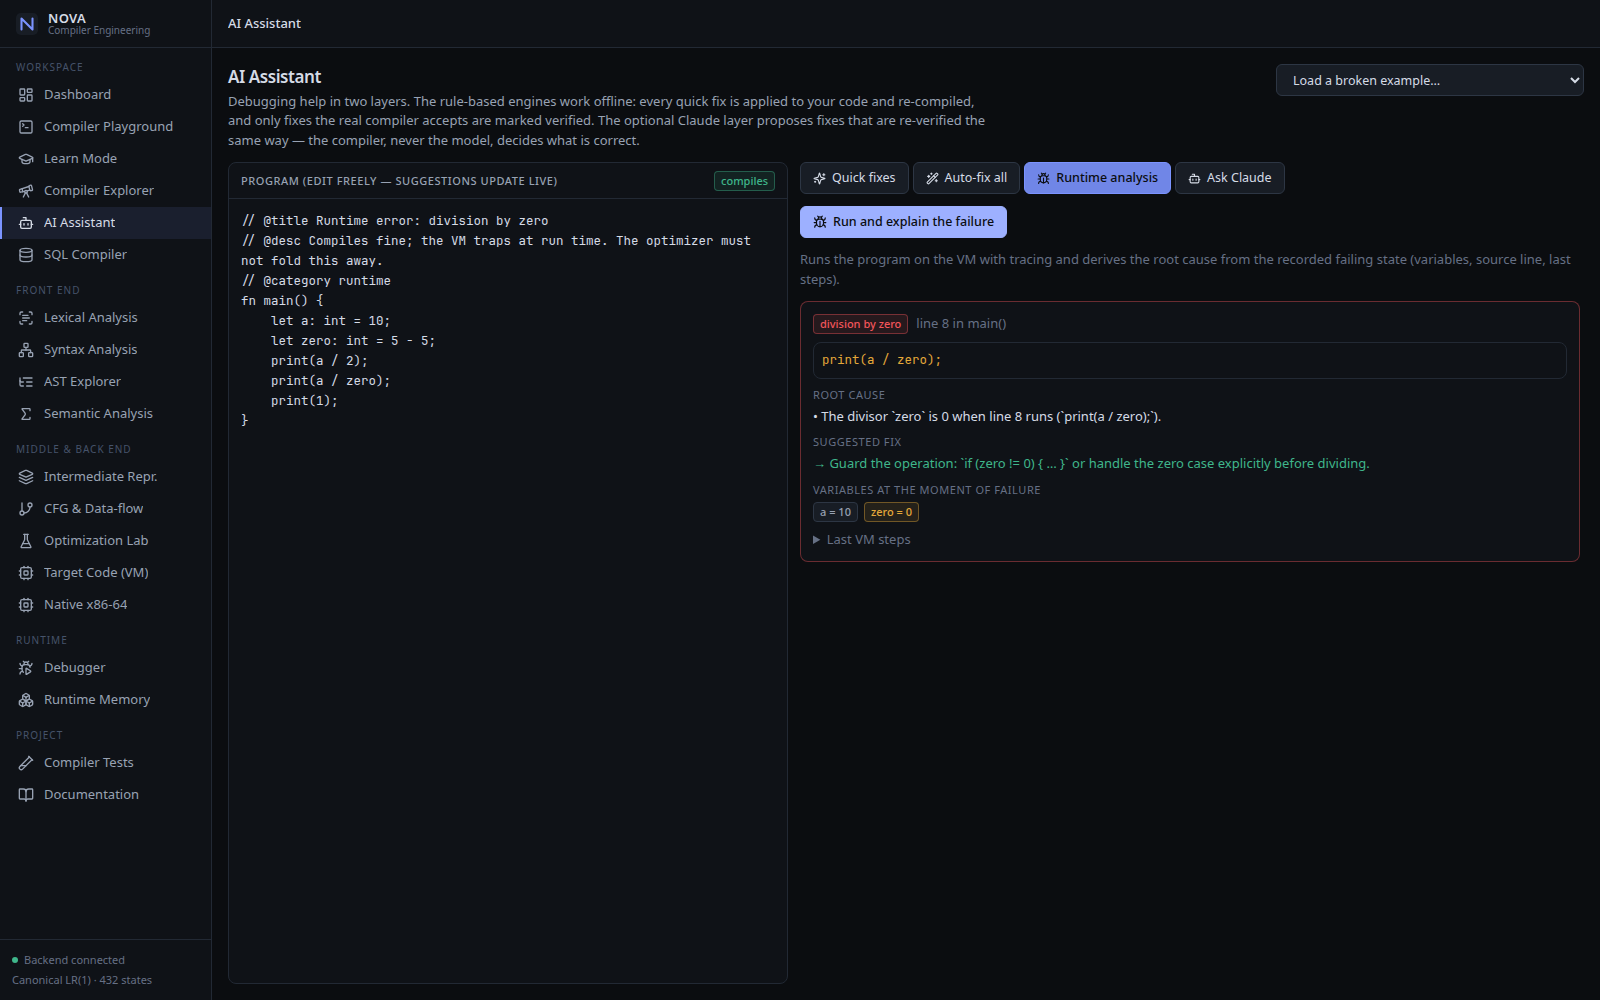 NOVA
Compiler Engineering
WORKSPACE
Dashboard
Compiler Playground
Learn Mode
Compiler Explorer
AI Assistant
SQL Compiler
FRONT END
Lexical Analysis
Syntax Analysis
AST Explorer
Semantic Analysis
MIDDLE & BACK END
Intermediate Repr.
CFG & Data-flow
Optimization Lab
Target Code (VM)
Native x86-64
RUNTIME
Debugger
Runtime Memory
PROJECT
Compiler Tests
Documentation
Backend connected
Canonical LR(1) · 432 states
AI Assistant
AI Assistant
Debugging help in two layers. The rule-based engines work offline: every quick fix is applied to your code and re-compiled,
and only fixes the real compiler accepts are marked verified. The optional Claude layer proposes fixes that are re-verified the
same way — the compiler, never the model, decides what is correct.
Load a broken example...
PROGRAM (EDIT FREELY — SUGGESTIONS UPDATE LIVE)
compiles
// @title Runtime error: division by zero
// @desc Compiles fine; the VM traps at run time. The optimizer must
not fold this away.
// @category runtime
fn main() {
    let a: int = 10;
    let zero: int = 5 - 5;
    print(a / 2);
    print(a / zero);
    print(1);
}
Quick fixes
Auto-fix all
Runtime analysis
Ask Claude
Run and explain the failure
Runs the program on the VM with tracing and derives the root cause from the recorded failing state (variables, source line, last
steps).
division by zero line 8 in main()
print(a / zero);
ROOT CAUSE
• The divisor `zero` is 0 when line 8 runs (`print(a / zero);`).
SUGGESTED FIX
→ Guard the operation: `if (zero != 0) { ... }` or handle the zero case explicitly before dividing.
VARIABLES AT THE MOMENT OF FAILURE
a = 10
zero = 0
▶ Last VM steps